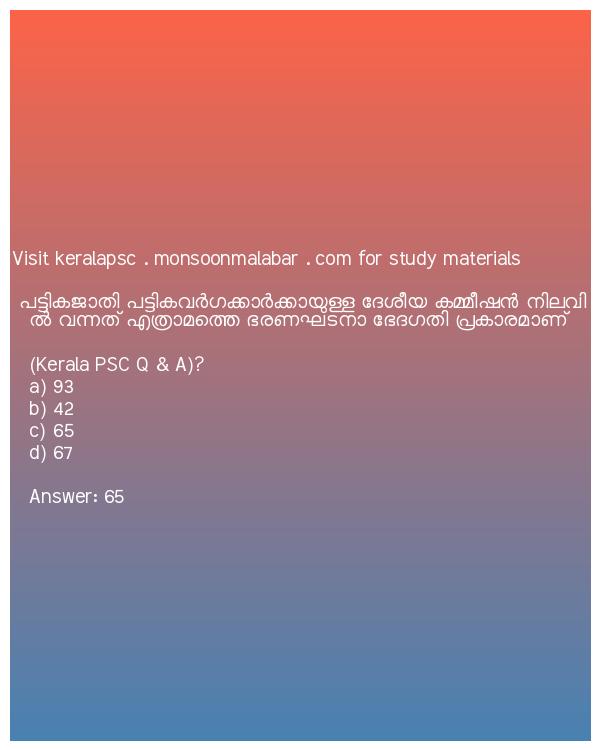 Visit keralapsc . monsoonmalabar . com for study materials
പട്ടികജാതി പട്ടികവർഗക്കാർക്കായുള്ള ദേശീയ കമ്മീഷൻ നിലവി
ൽ വന്നത് എത്രാമത്തെ ഭരണഘടനാ ഭേദഗതി പ്രകാരമാണ്
(Kerala PSC Q & A)?
a) 93
b) 42
c) 65
d) 67
Answer: 65